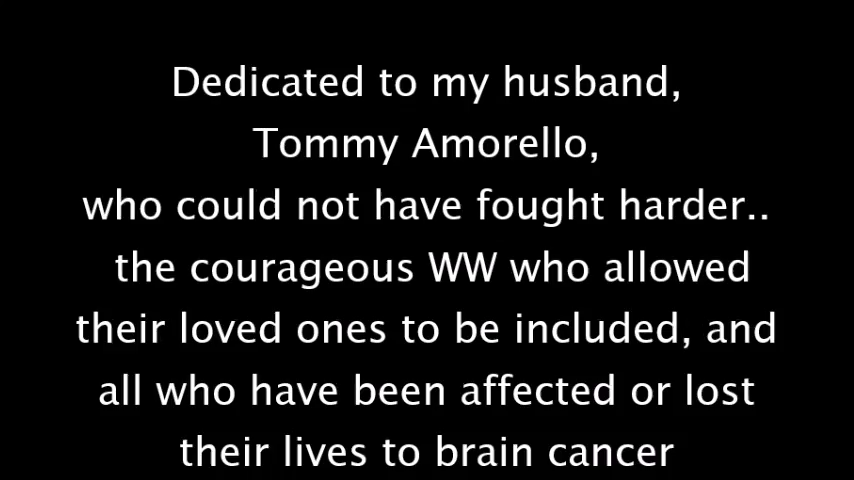 Dedicated to my husband,
Tommy Amorello,
who could not have fought harder..
the courageous WW who allowed
their loved ones to be included, and
all who have been affected or lost
their lives to brain cancer